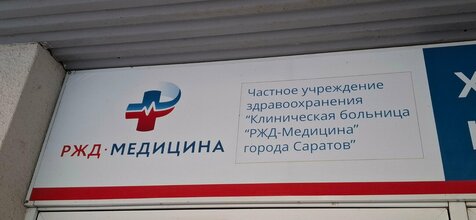 РЖД·МЕДИЦИНА
Частное учреждение
здравоохранения
“Клиническая больница
“РЖД-Медицина”
города Саратов”